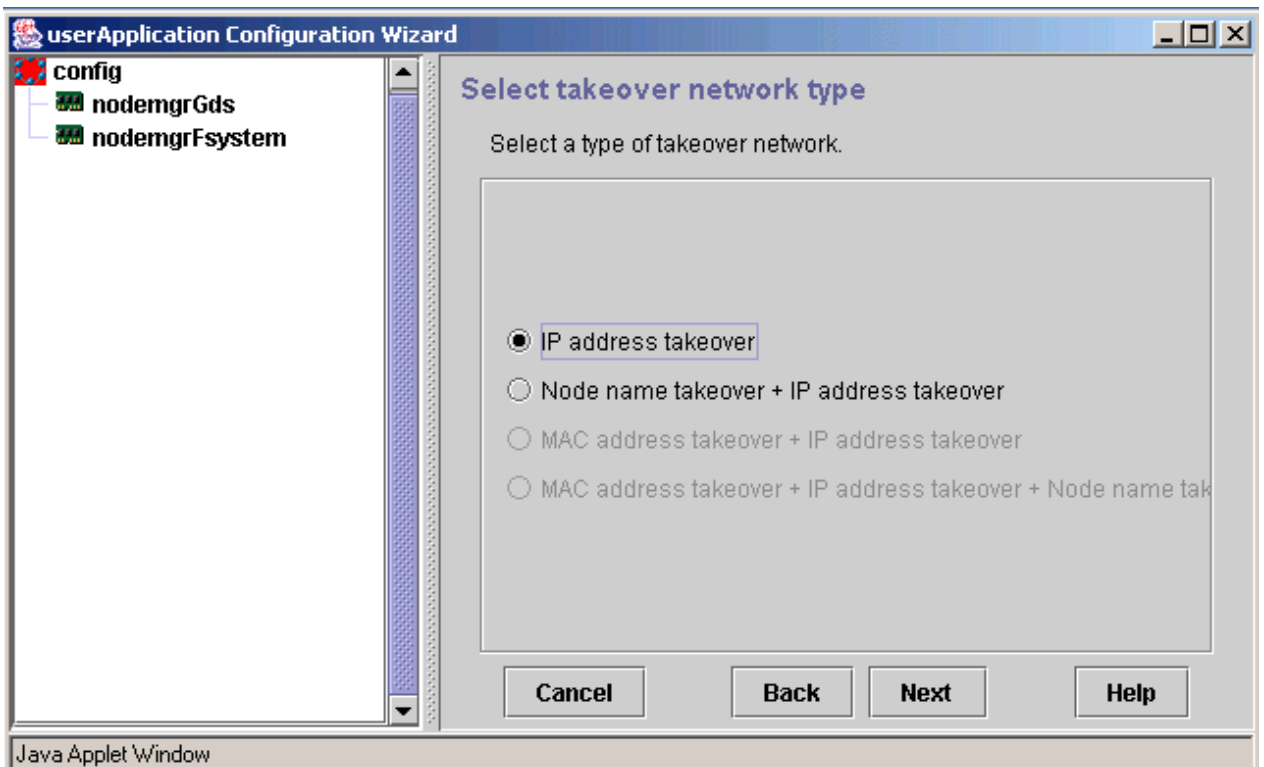 userApplication Configuration Wizard
config
nodemgrGds
nodemgrFsystem
Select takeover network type
Select a type of takeover network.
IP address takeover
Node name takeover + IP address takeover
MAC address takeover + IP address takeover
MAC address takeover + IP address takeover + Node name tak
Cancel Back Next Help
Java Applet Window